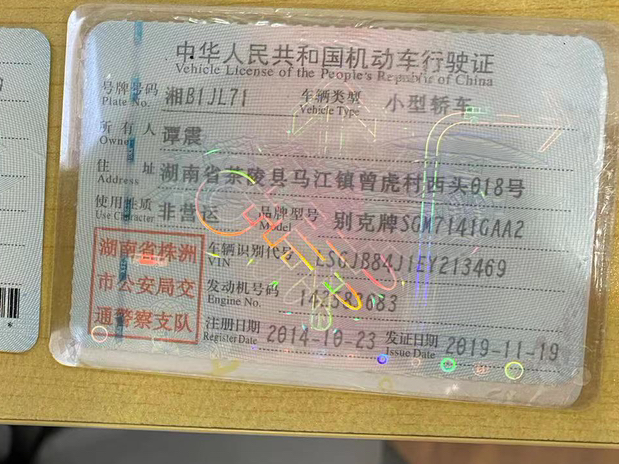 中华人民共和国机动车行驶证
Vehicle License of the People's Republic of China
号牌号码 湘B1JL71 车辆类型 小型轿车
Plate No. Vehicle Type
所有人 谭震
Owner
住址 湖南省茶陵县马江镇曾虎村西头018号
Address
使用性质 非营运 品牌型号 别克牌SGM7141GAA2
Use Character Model
湖南省株洲
市公安局交
通警察支队
车辆识别代号 LSGJB84J1EY213469
VIN
发动机号码 142583683
Engine No.
注册日期 2014-10-23 发证日期 2019-11-19
Register Date Issue Date